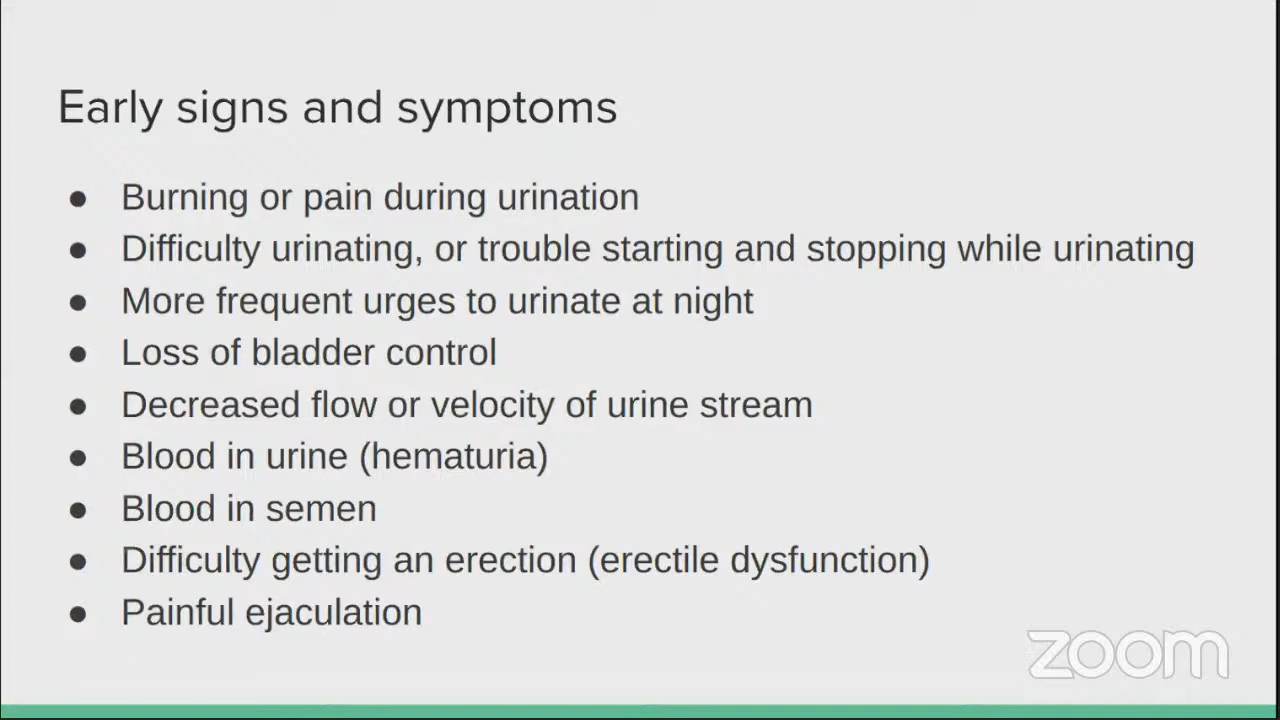 Early signs and symptoms
● Burning or pain during urination
● Difficulty urinating, or trouble starting and stopping while urinating
● More frequent urges to urinate at night
● Loss of bladder control
● Decreased flow or velocity of urine stream
● Blood in urine (hematuria)
● Blood in semen
● Difficulty getting an erection (erectile dysfunction)
● Painful ejaculation
zoom